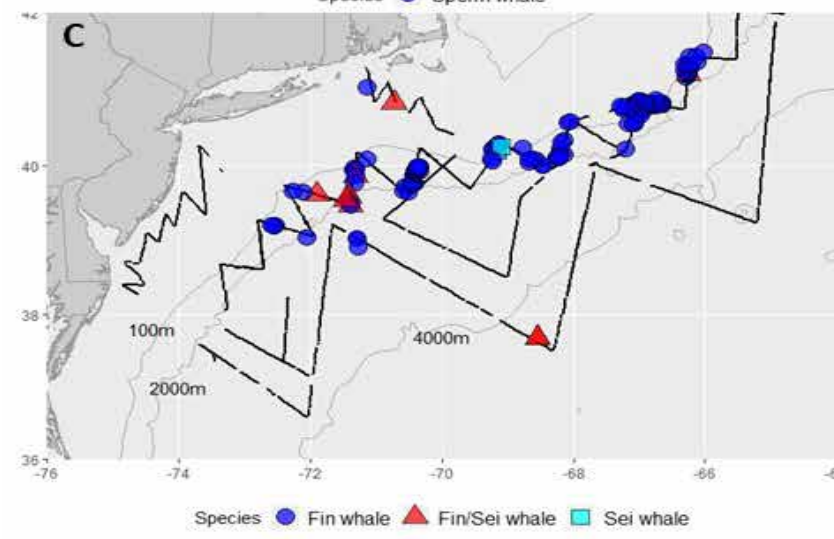 Species Sperm whale
42
C
40
38
100m
4000m
2000m
36
-76 -74 -72 -70 -68 -66
Species Fin whale Fin/Sei whale Sei whale